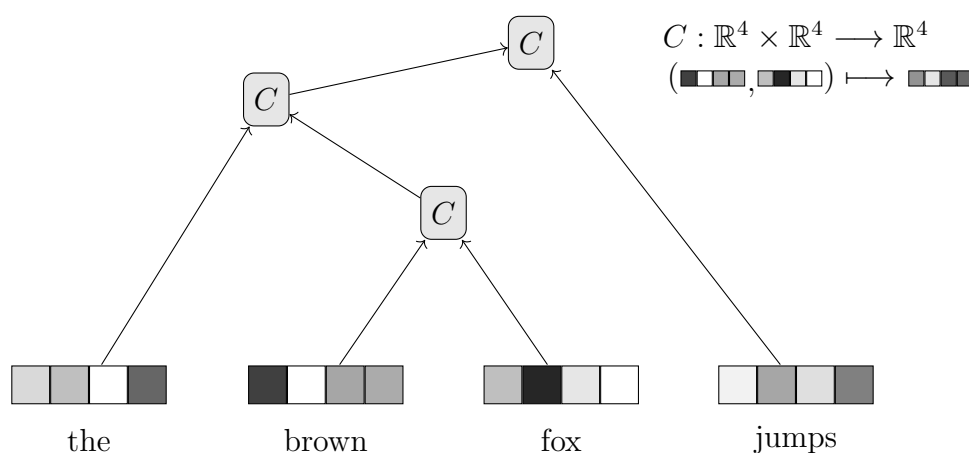 C : ℝ⁴ × ℝ⁴ ⟶ ℝ⁴
( , ) ⟼
C
C
C
the brown fox jumps